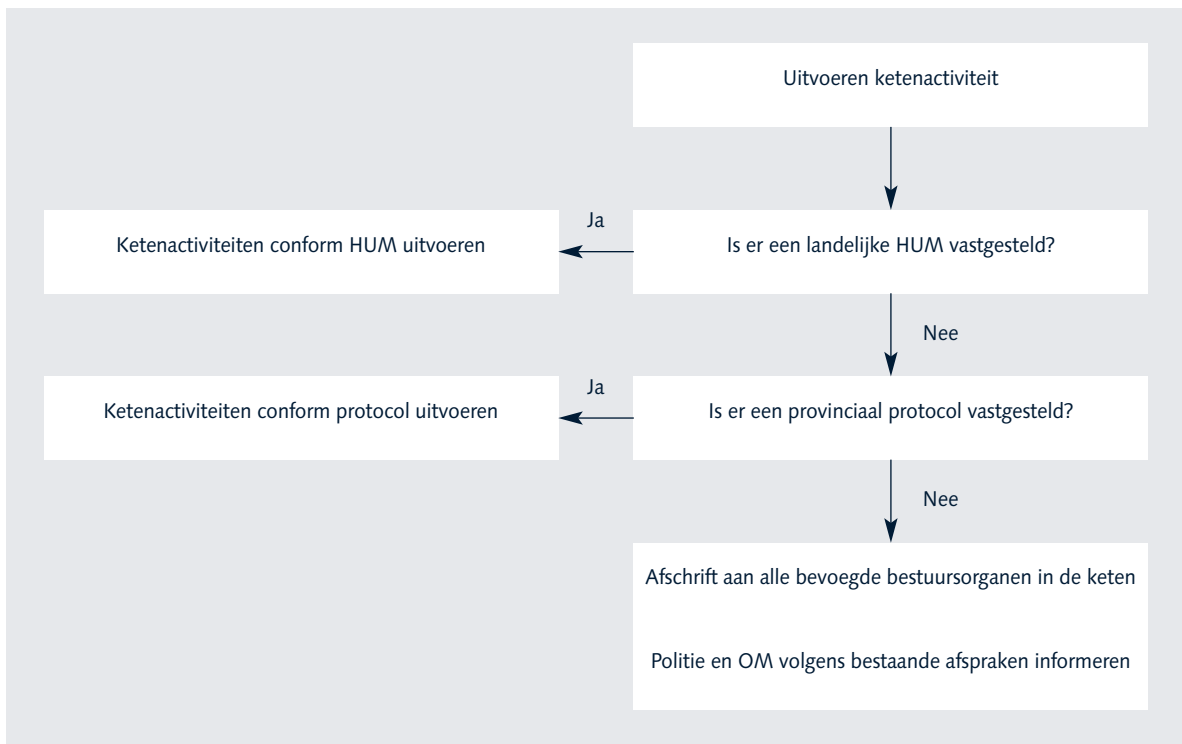 Uitvoeren ketenactiviteit
Ja
Ketenactiviteiten conform HUM uitvoeren
Is er een landelijke HUM vastgesteld?
Nee
Ja
Ketenactiviteiten conform protocol uitvoeren
Is er een provinciaal protocol vastgesteld?
Nee
Afschrift aan alle bevoegde bestuursorganen in de keten
Politie en OM volgens bestaande afspraken informeren